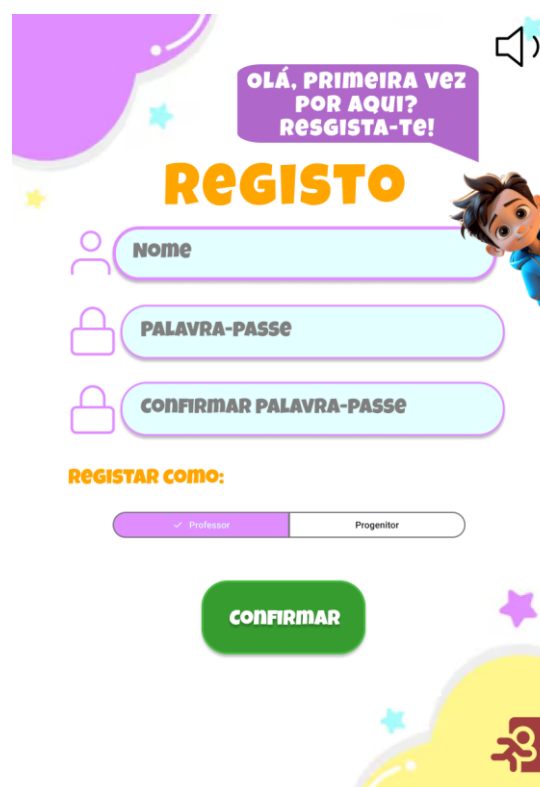 Olá, primeira vez
por aqui?
Resgista-te!
Registo
Nome
Palavra-passe
Confirmar palavra-passe
Registar como:
Professor
Progenitor
Confirmar